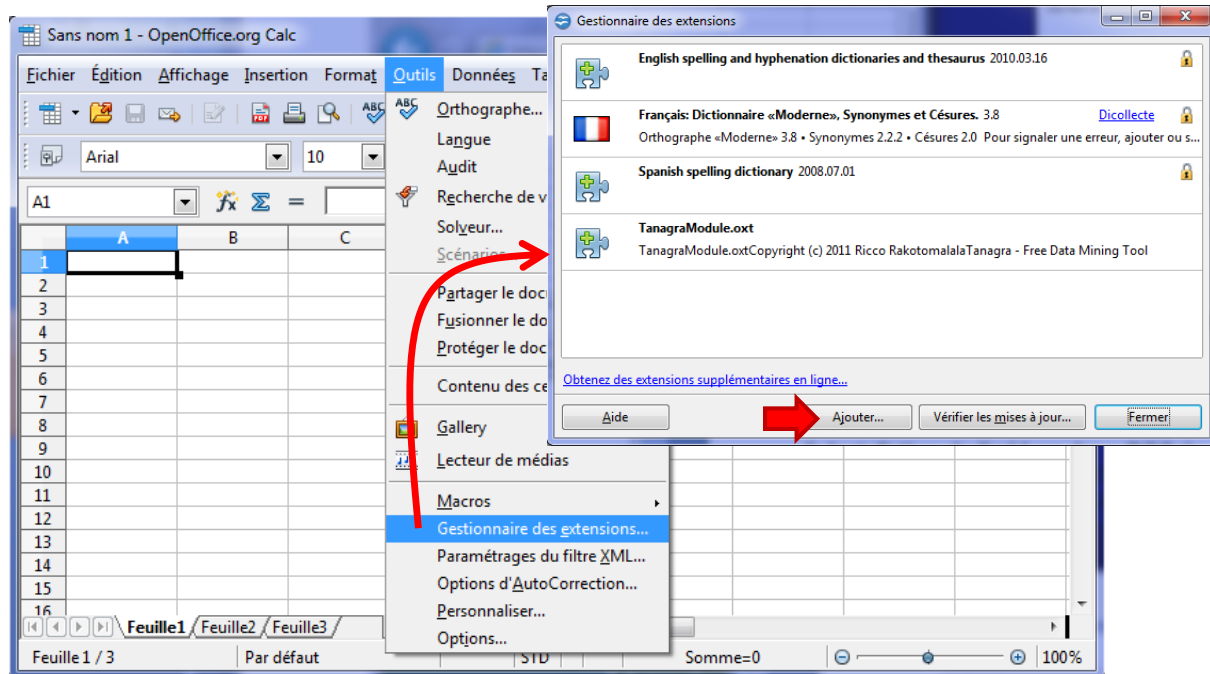 Sans nom 1 - OpenOffice.org Calc
Fichier Édition Affichage Insertion Format Outils Données
Arial 10
A1 =
A B C
1
2
3
4
5
6
7
8
9
10
11
12
13
14
15
16
Orthographe...
Langue
Audit
Recherche de v
Solveur...
Scénarios
Partager le doc
Fusionner le do
Protéger le doc
Contenu des ce
Gallery
Lecteur de médias
Macros
Gestionnaire des extensions...
Paramétrages du filtre XML...
Options d'AutoCorrection...
Personnaliser...
Options...
Feuille1 Feuille2 Feuille3
Feuille 1 / 3 Par défaut STD Somme=0 100%
Gestionnaire des extensions
English spelling and hyphenation dictionaries and thesaurus 2010.03.16
Français: Dictionnaire «Moderne», Synonymes et Césures. 3.8 Dicollecte
Orthographe «Moderne» 3.8 • Synonymes 2.2.2 • Césures 2.0 Pour signaler une erreur, ajouter ou s...
Spanish spelling dictionary 2008.07.01
TanagraModule.oxt
TanagraModule.oxtCopyright (c) 2011 Ricco RakotomalalaTanagra - Free Data Mining Tool
Obtenez des extensions supplémentaires en ligne...
Aide Ajouter... Vérifier les mises à jour... Fermer